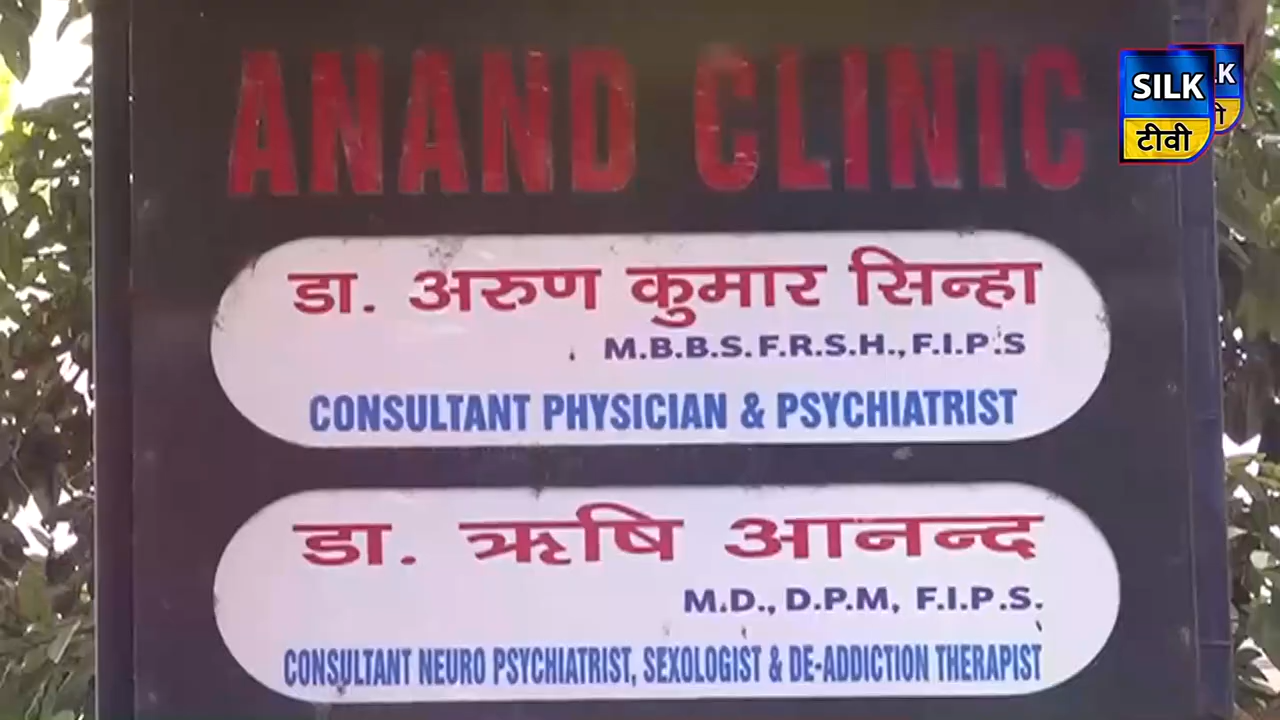 ANAND CLINIC
SILK
टीवी
डा. अरुण कुमार सिन्हा
M.B.B.S. F.R.S.H., F.I.P.S
CONSULTANT PHYSICIAN & PSYCHIATRIST
डा. ऋषि आनन्द
M.D., D.P.M, F.I.P.S.
CONSULTANT NEURO PSYCHIATRIST, SEXOLOGIST & DE-ADDICTION THERAPIST